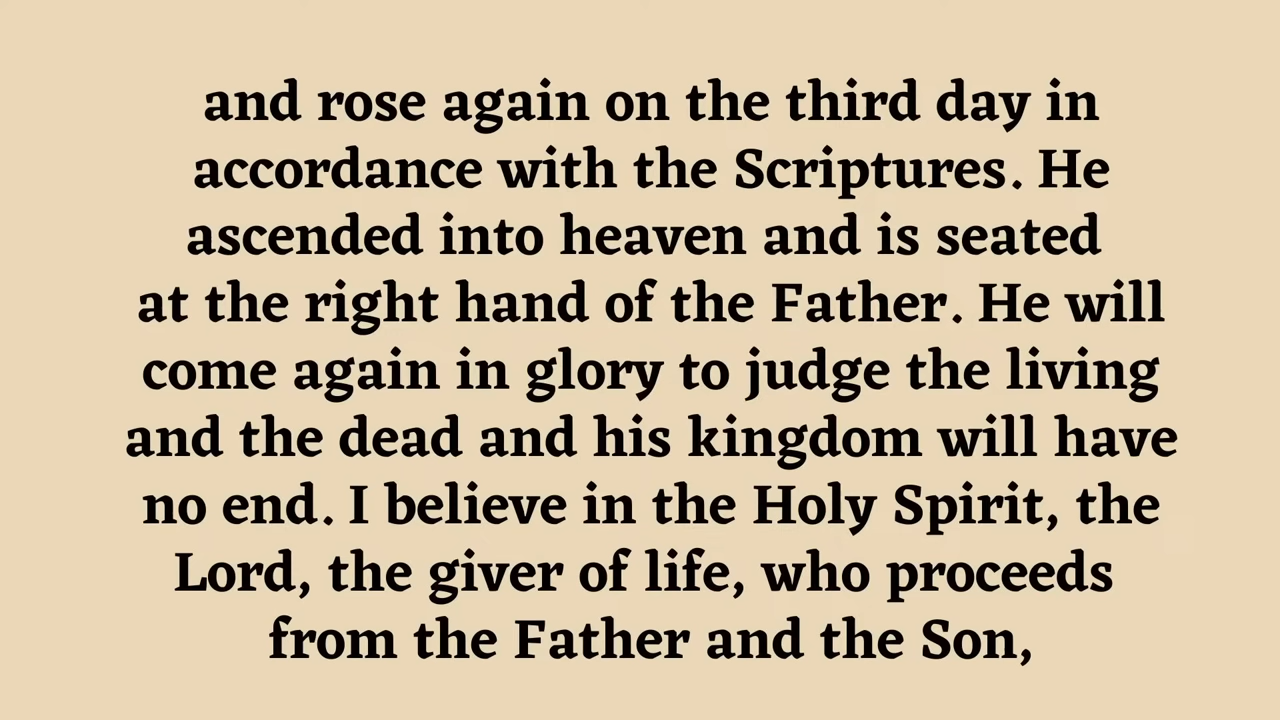 and rose again on the third day in
accordance with the Scriptures. He
ascended into heaven and is seated
at the right hand of the Father. He will
come again in glory to judge the living
and the dead and his kingdom will have
no end. I believe in the Holy Spirit, the
Lord, the giver of life, who proceeds
from the Father and the Son,